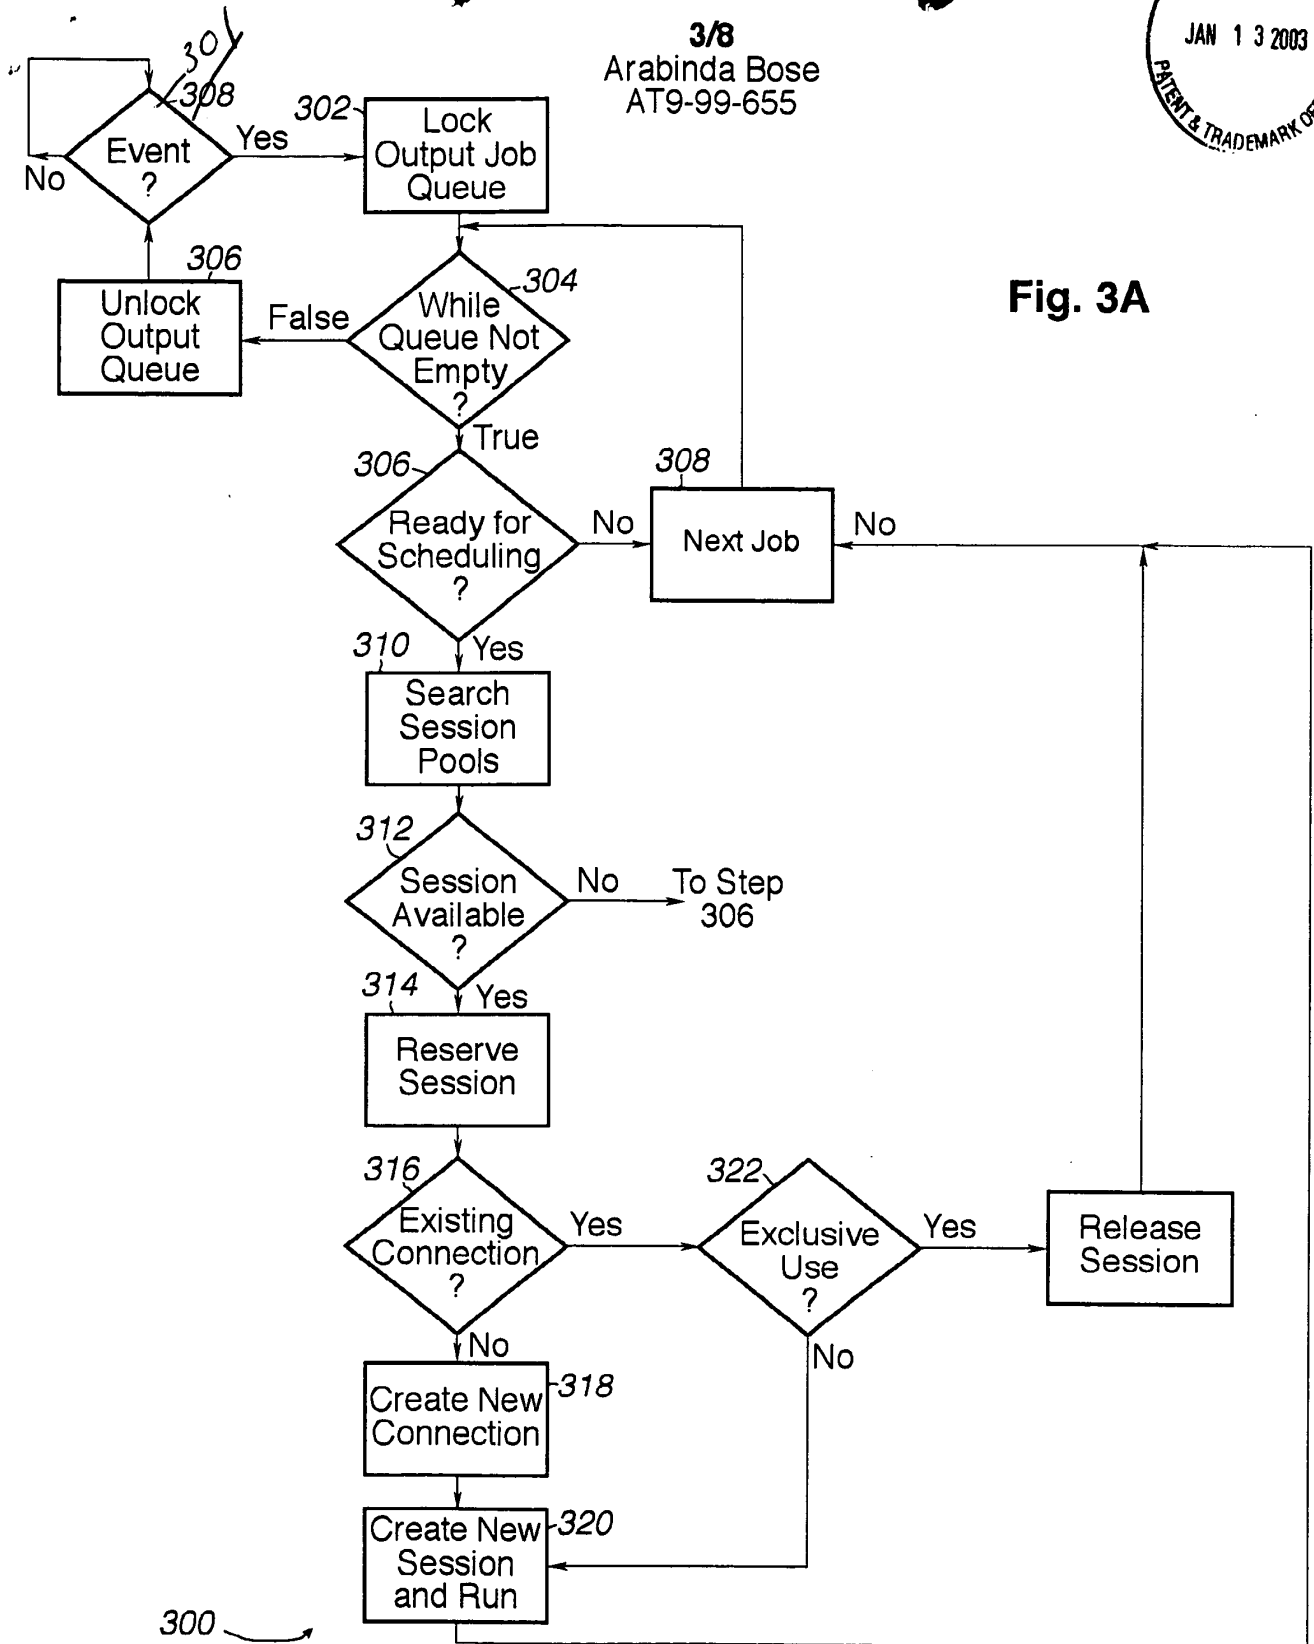 3/8
Arabinda Bose
AT9-99-655
JAN 13 2003
PATENT & TRADEMARK
Fig. 3A
30
308
Event
?
Yes
No
302
Lock
Output Job
Queue
306
Unlock
Output
Queue
False
304
While
Queue Not
Empty
?
True
306
Ready for
Scheduling
?
No
308
Next Job
No
Yes
310
Search
Session
Pools
312
Session
Available
?
No
To Step
306
Yes
314
Reserve
Session
316
Existing
Connection
?
Yes
322
Exclusive
Use
?
Yes
Release
Session
No
No
318
Create New
Connection
320
Create New
Session
and Run
300